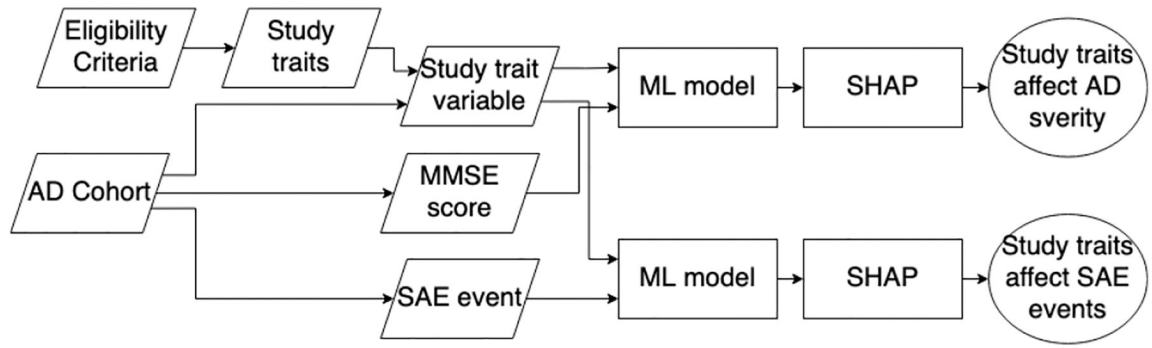 Eligibility
Criteria
Study
traits
Study trait
variable
ML model
SHAP
Study traits
affect AD
sverity
AD Cohort
MMSE
score
SAE event
ML model
SHAP
Study traits
affect SAE
events